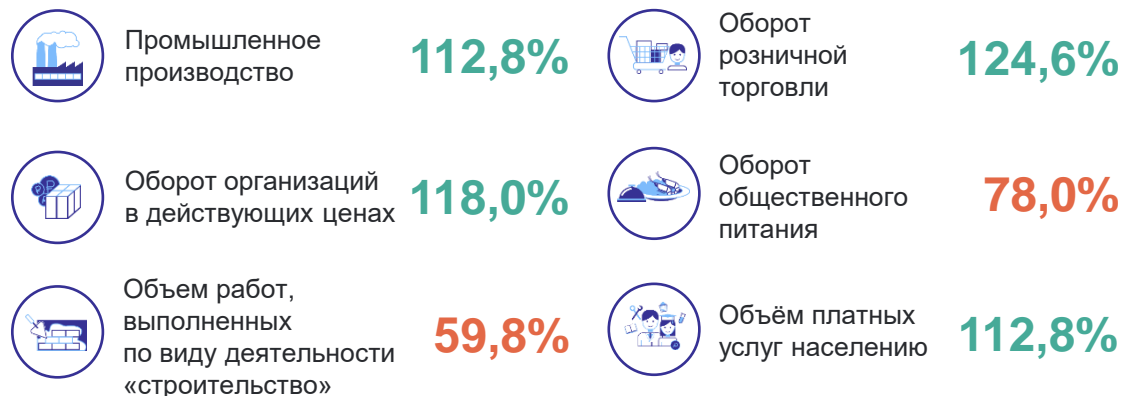 Промышленное
производство
112,8%
Оборот
розничной
торговли
124,6%
Оборот организаций
в действующих ценах
118,0%
Оборот
общественного
питания
78,0%
Объем работ,
выполненных
по виду деятельности
«строительство»
59,8%
Объём платных
услуг населению
112,8%